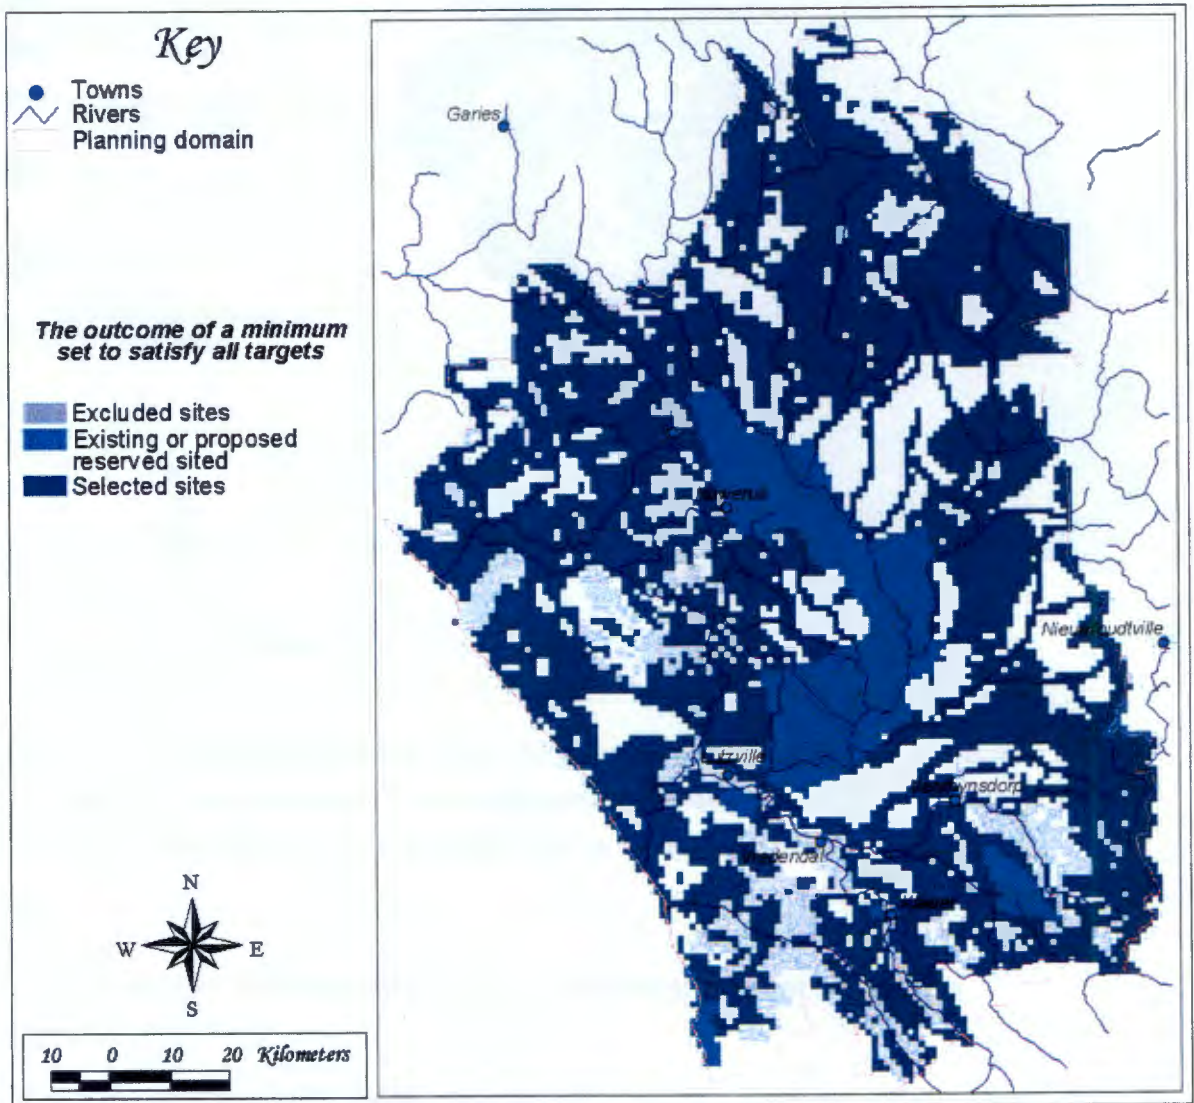 Key
Towns
Rivers
Planning domain
The outcome of a minimum
set to satisfy all targets
Excluded sites
Existing or proposed
reserved sited
Selected sites
N
W E
S
10 0 10 20 Kilometers
Garies